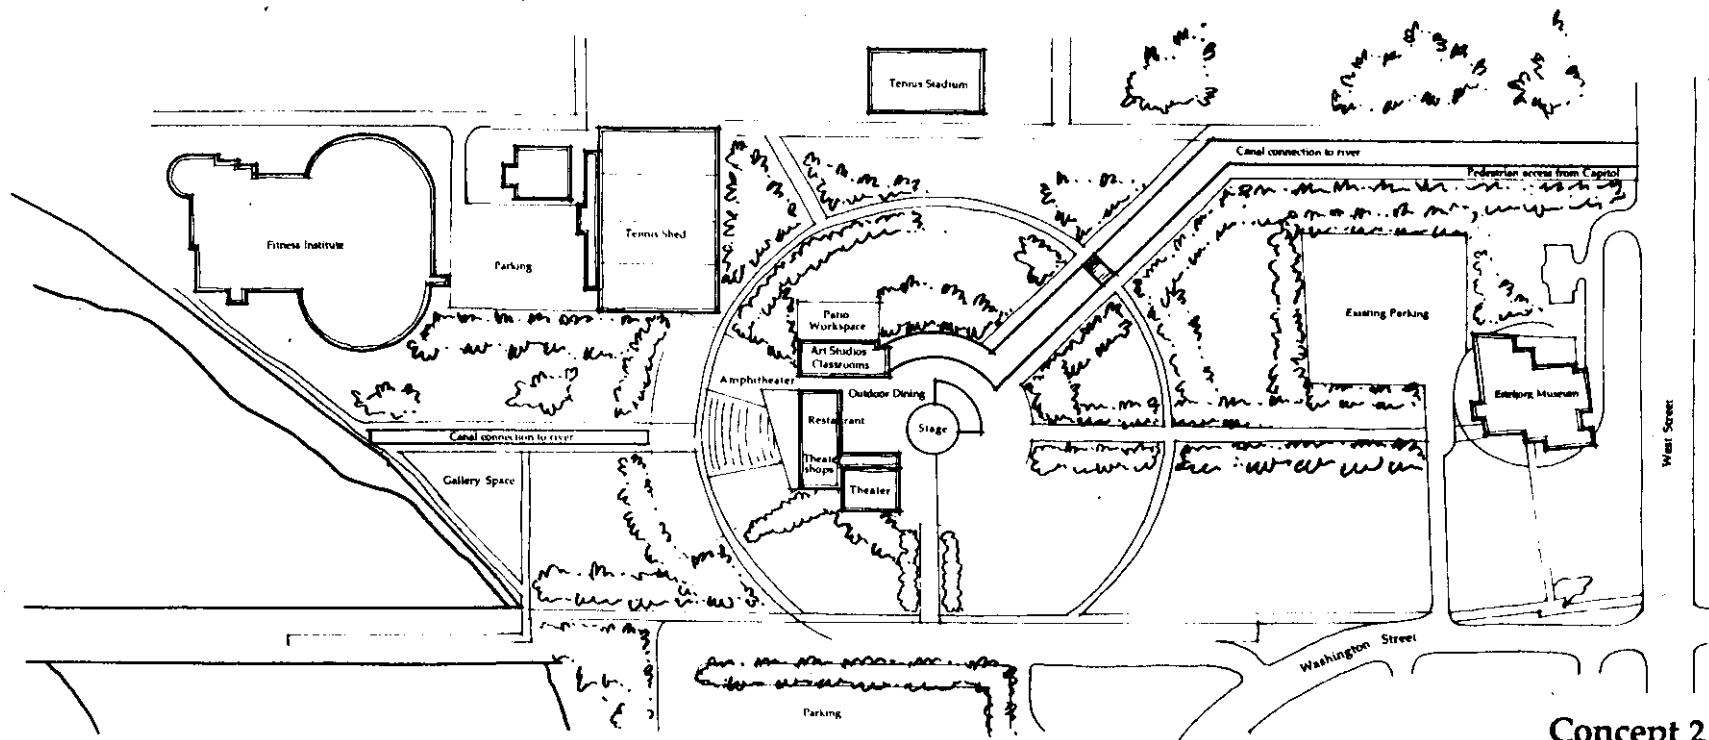 Tennis Stadium
Canal connection to river
Pedestrian access from Capitol
Fitness Institute
Parking
Tennis Shed
Patio
Workspace
Art Studios
Classrooms
Existing Parking
Amphitheater
Outdoor Dining
Eiteljorg Museum
Restaurant
Stage
West Street
Canal connection to river
Gallery Space
Theater
shops
Theater
Washington Street
Parking
Concept 2